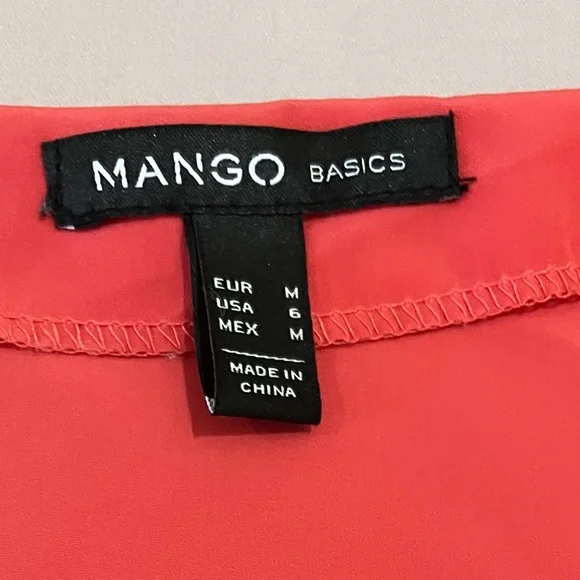 MANGO BASICS
EUR M
USA 6
MEX M
MADE IN
CHINA